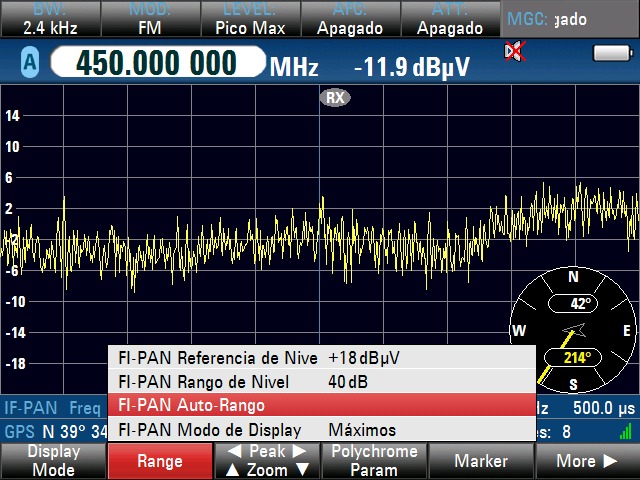 BW: MOD: LEVEL: AFC: ATT: MGC: gado
2.4 kHz FM Pico Max Apagado Apagado
A 450.000 000 MHz -11.9 dBµV
RX
14
10
6
2
-2
-6
-10
-14
-18
N
42°
W E
214°
S
FI-PAN Referencia de Nive +18 dBµV
FI-PAN Rango de Nivel 40 dB
FI-PAN Auto-Rango
FI-PAN Modo de Display Máximos
IF-PAN Freq Hz 500.0 µs
GPS N 39° 34 es: 8
Display Mode
Range
◀ Peak ▶
▲ Zoom ▼
Polychrome Param
Marker
More ▶